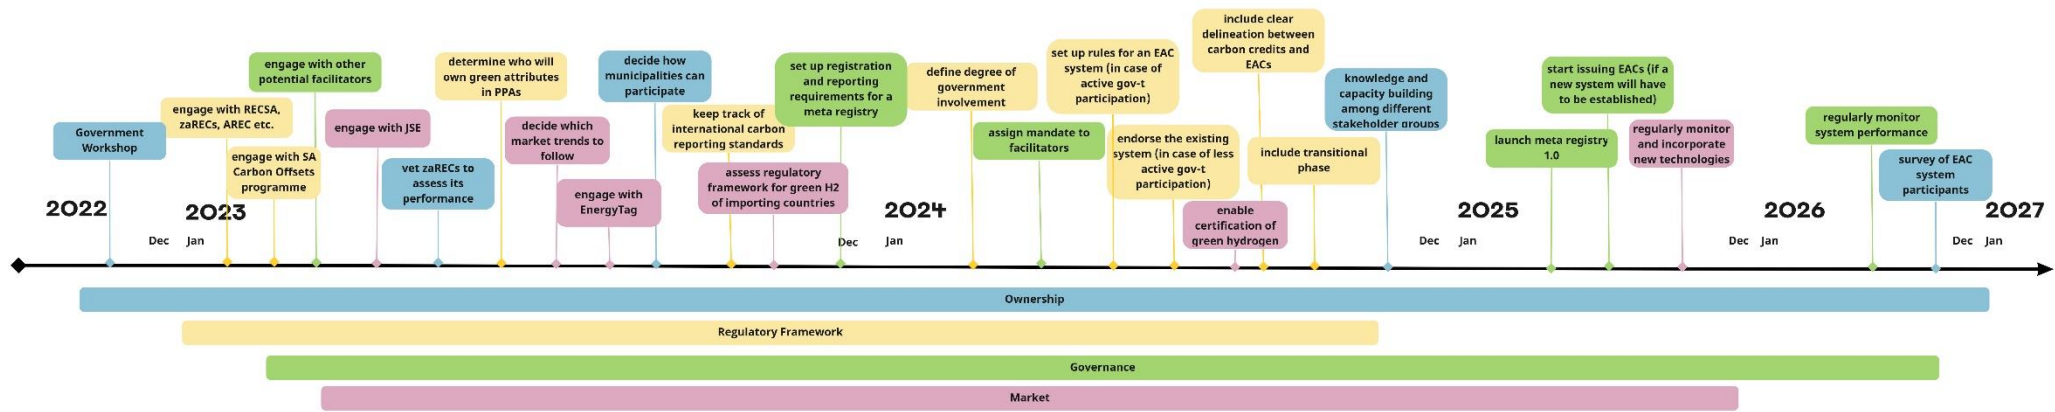 Government
Workshop
engage with RECSA,
zaRECs, AREC etc.
engage with SA
Carbon Offsets
programme
engage with other
potential facilitators
engage with JSE
vet zaRECs to
assess its
performance
determine who will
own green attributes
in PPAs
decide which
market trends to
follow
engage with
EnergyTag
decide how
municipalities can
participate
keep track of
international carbon
reporting standards
assess regulatory
framework for green H2
of importing countries
set up registration
and reporting
requirements for a
meta registry
define degree of
government
involvement
assign mandate to
facilitators
set up rules for an EAC
system (in case of
active gov-t
participation)
endorse the existing
system (in case of less
active gov-t
participation)
enable
certification of
green hydrogen
include clear
delineation between
carbon credits and
EACs
include transitional
phase
knowledge and
capacity building
among different
stakeholder groups
launch meta registry
1.0
start issuing EACs (if a
new system will have
to be established)
regularly monitor
and incorporate
new technologies
regularly monitor
system performance
survey of EAC
system
participants
2022
2023
2024
2025
2026
2027
Dec
Jan
Dec
Jan
Dec
Jan
Dec
Jan
Dec
Jan
Ownership
Regulatory Framework
Governance
Market